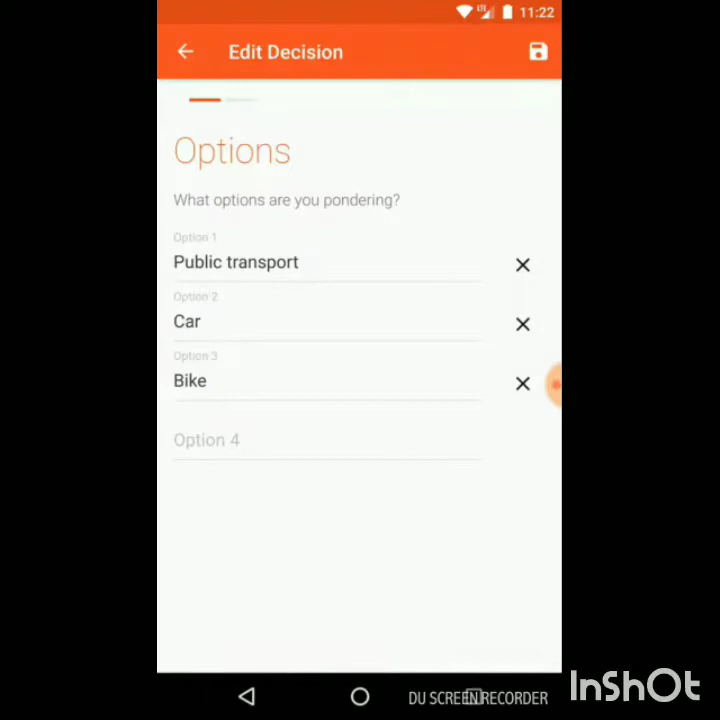 LTE 11:22
Edit Decision
Options
What options are you pondering?
Option 1
Public transport
Option 2
Car
Option 3
Bike
Option 4
DU SCREEN RECORDER
InShOt